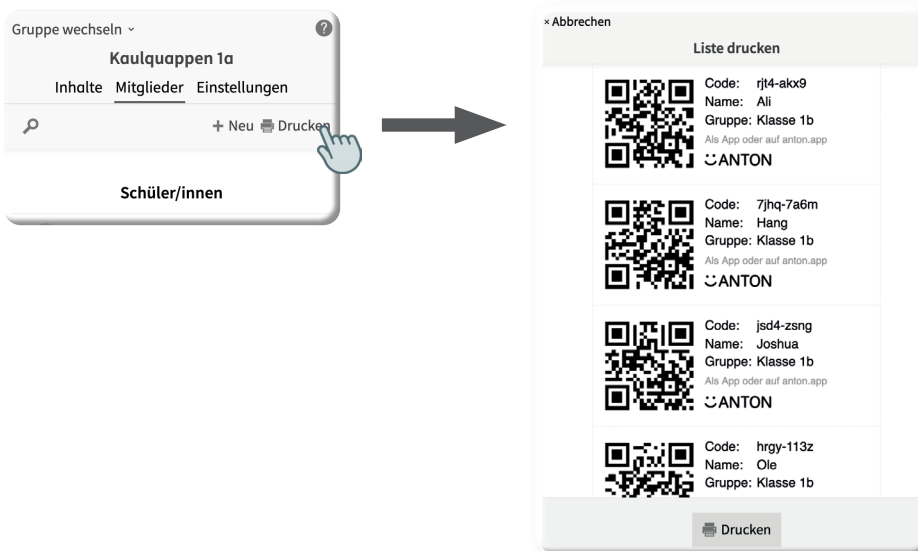 Gruppe wechseln
?
Kaulquappen 1a
Inhalte Mitglieder Einstellungen
+ Neu Drucken
Schüler/innen
× Abbrechen
Liste drucken
Code: rjt4-akx9
Name: Ali
Gruppe: Klasse 1b
Als App oder auf anton.app
ANTON
Code: 7jhq-7a6m
Name: Hang
Gruppe: Klasse 1b
Als App oder auf anton.app
ANTON
Code: jsd4-zsng
Name: Joshua
Gruppe: Klasse 1b
Als App oder auf anton.app
ANTON
Code: hrgy-113z
Name: Ole
Gruppe: Klasse 1b
Drucken